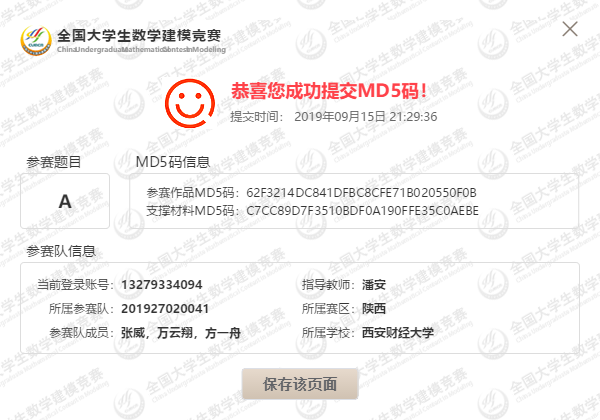 全国大学生数学建模竞赛
China Undergraduate Mathematical Contest in Modeling
恭喜您成功提交MD5码！
提交时间： 2019年09月15日 21:29:36
参赛题目
MD5码信息
A
参赛作品MD5码：62F3214DC841DFBC8CFE71B020550F0B
支撑材料MD5码：C7CC89D7F3510BDF0A190FFE35C0AEBE
参赛队信息
当前登录账号：13279334094
指导教师：潘安
所属参赛队：201927020041
所属赛区：陕西
参赛队成员：张威，万云翔，方一舟
所属学校：西安财经大学
保存该页面